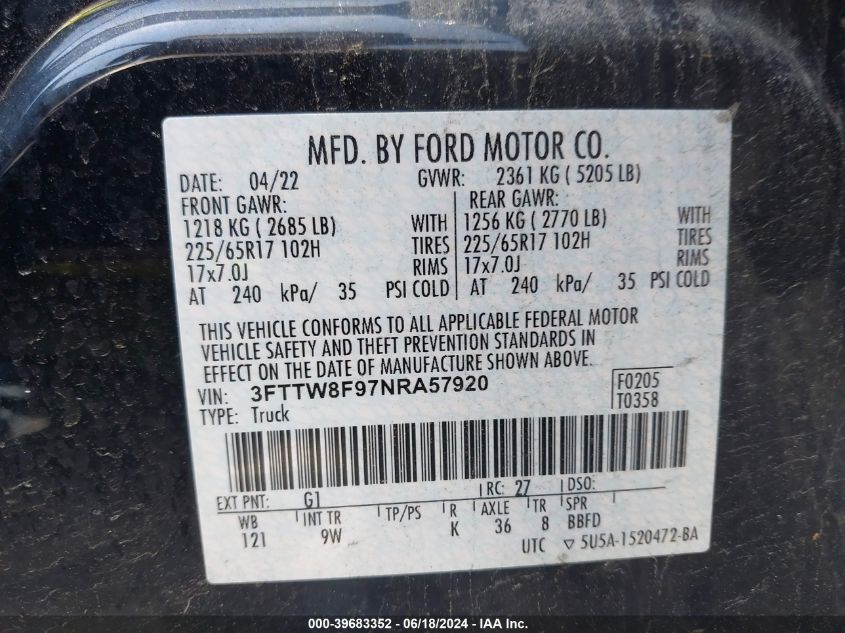 MFD. BY FORD MOTOR CO.
DATE: 04/22 GVWR: 2361 KG ( 5205 LB)
FRONT GAWR: REAR GAWR:
1218 KG ( 2685 LB) WITH 1256 KG ( 2770 LB) WITH
225/65R17 102H TIRES 225/65R17 102H TIRES
17x7.0J RIMS 17x7.0J RIMS
AT 240 kPa/ 35 PSI COLD AT 240 kPa/ 35 PSI COLD
THIS VEHICLE CONFORMS TO ALL APPLICABLE FEDERAL MOTOR
VEHICLE SAFETY AND THEFT PREVENTION STANDARDS IN
EFFECT ON THE DATE OF MANUFACTURE SHOWN ABOVE.
VIN: 3FTTW8F97NRA57920 F0205
TYPE: Truck T0358
EXT PNT: G1 RC: 27 DSO:
WB INT TR TP/PS R AXLE TR SPR
121 9W K 36 8 BBFD
UTC ▽ 5U5A-1520472-BA
000-39683352 - 06/18/2024 - IAA Inc.